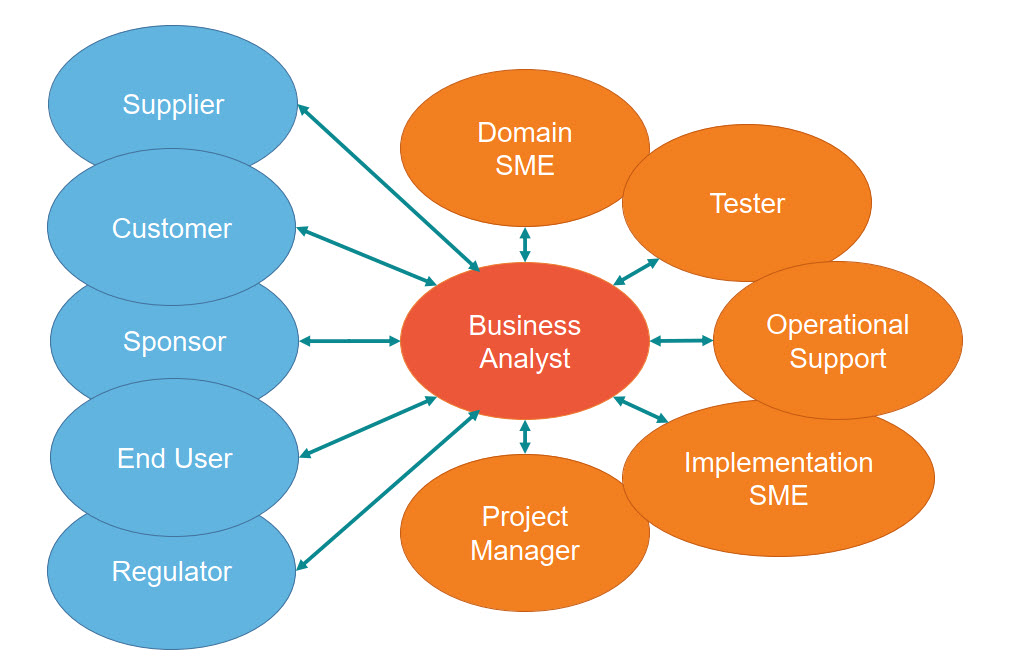 Supplier
Customer
Sponsor
End User
Regulator
Domain
SME
Tester
Business
Analyst
Operational
Support
Implementation
SME
Project
Manager